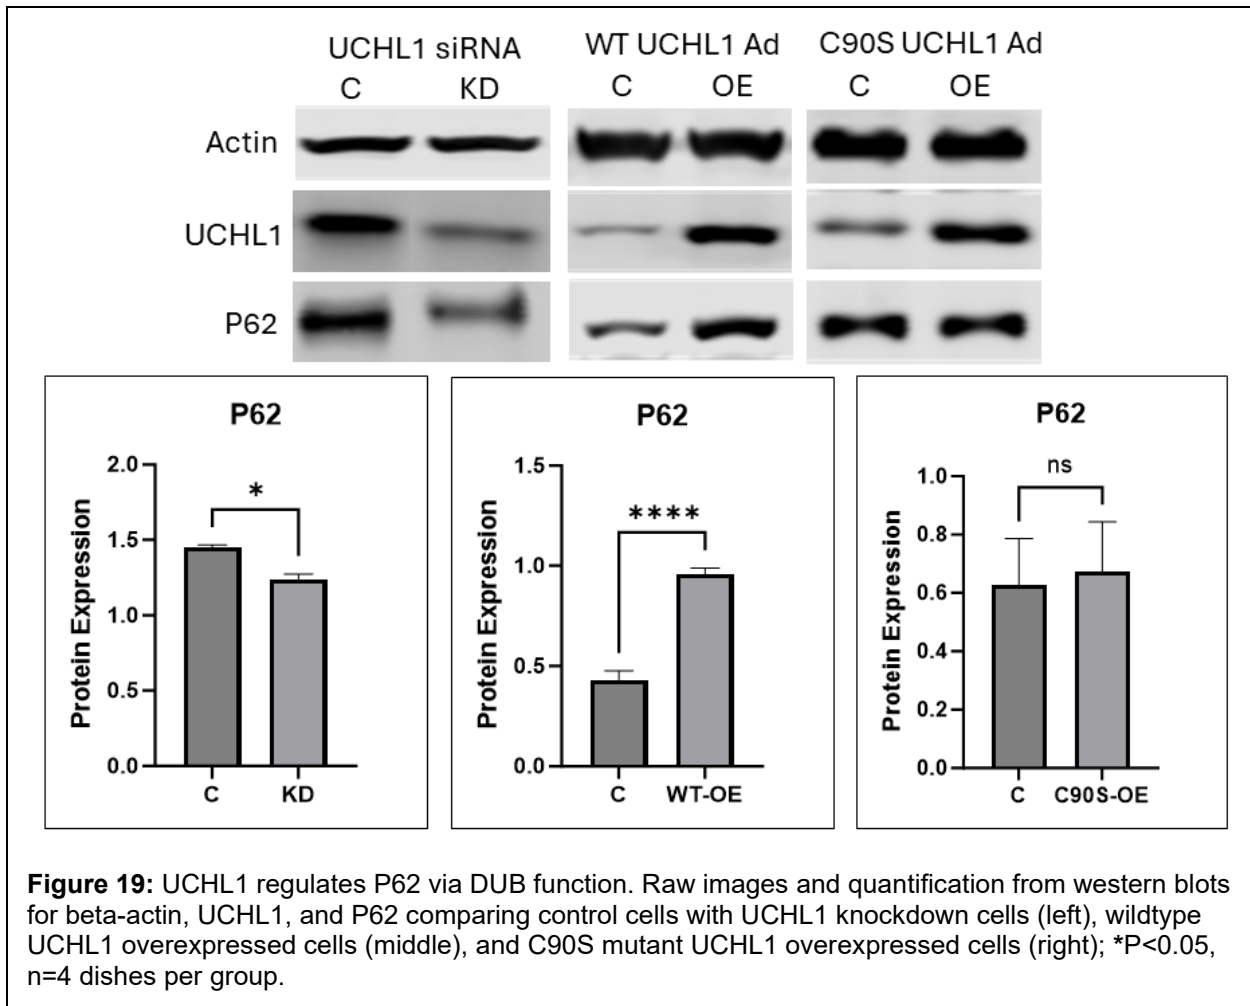 UCHL1 siRNA WT UCHL1 Ad C90S UCHL1 Ad
C KD C OE C OE
Actin
UCHL1
P62
P62
2.0
1.5
1.0
0.5
0.0
Protein Expression
*
C KD
P62
1.5
1.0
0.5
0.0
Protein Expression
****
C WT-OE
P62
1.0
0.8
0.6
0.4
0.2
0.0
Protein Expression
ns
C C90S-OE
Figure 19: UCHL1 regulates P62 via DUB function. Raw images and quantification from western blots
for beta-actin, UCHL1, and P62 comparing control cells with UCHL1 knockdown cells (left), wildtype
UCHL1 overexpressed cells (middle), and C90S mutant UCHL1 overexpressed cells (right); *P<0.05,
n=4 dishes per group.